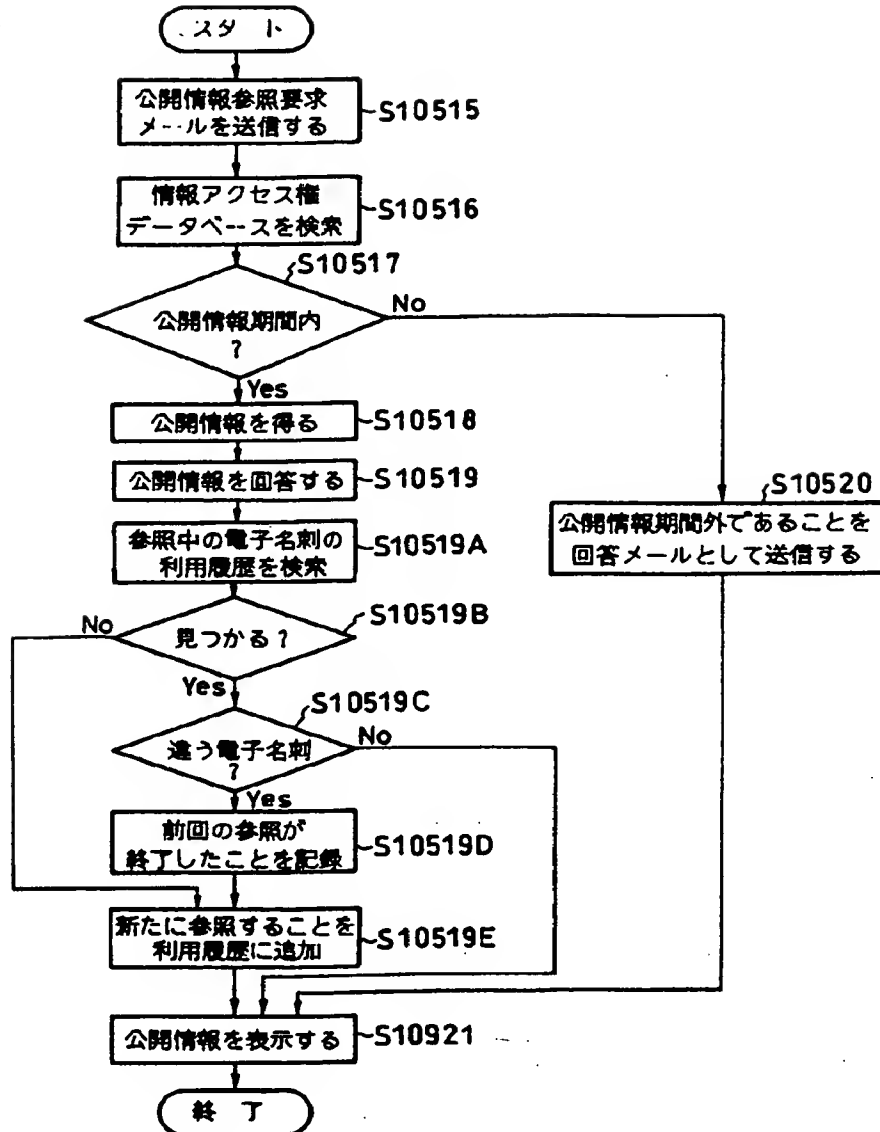 スタート
公開情報参照要求
メールを送信する
S10515
情報アクセス権
データベースを検索
S10516
S10517
公開情報期間内
?
No
Yes
公開情報を得る
S10518
公開情報を回答する
S10519
S10520
公開情報期間外であることを
回答メールとして送信する
参照中の電子名刺の
利用履歴を検索
S10519A
S10519B
見つかる?
No
Yes
S10519C
違う電子名刺
?
No
Yes
前回の参照が
終了したことを記録
S10519D
新たに参照することを
利用履歴に追加
S10519E
公開情報を表示する
S10921
終了